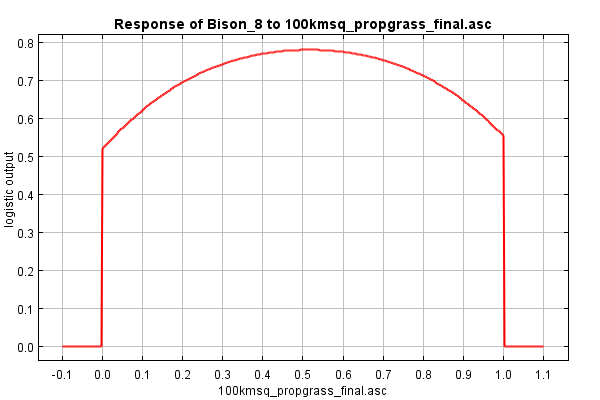 Response of Bison_8 to 100kmsq_propgrass_final.asc
0.8
0.7
0.6
0.5
0.4
0.3
0.2
0.1
0.0
logistic output
-0.1 0.0 0.1 0.2 0.3 0.4 0.5 0.6 0.7 0.8 0.9 1.0 1.1
100kmsq_propgrass_final.asc